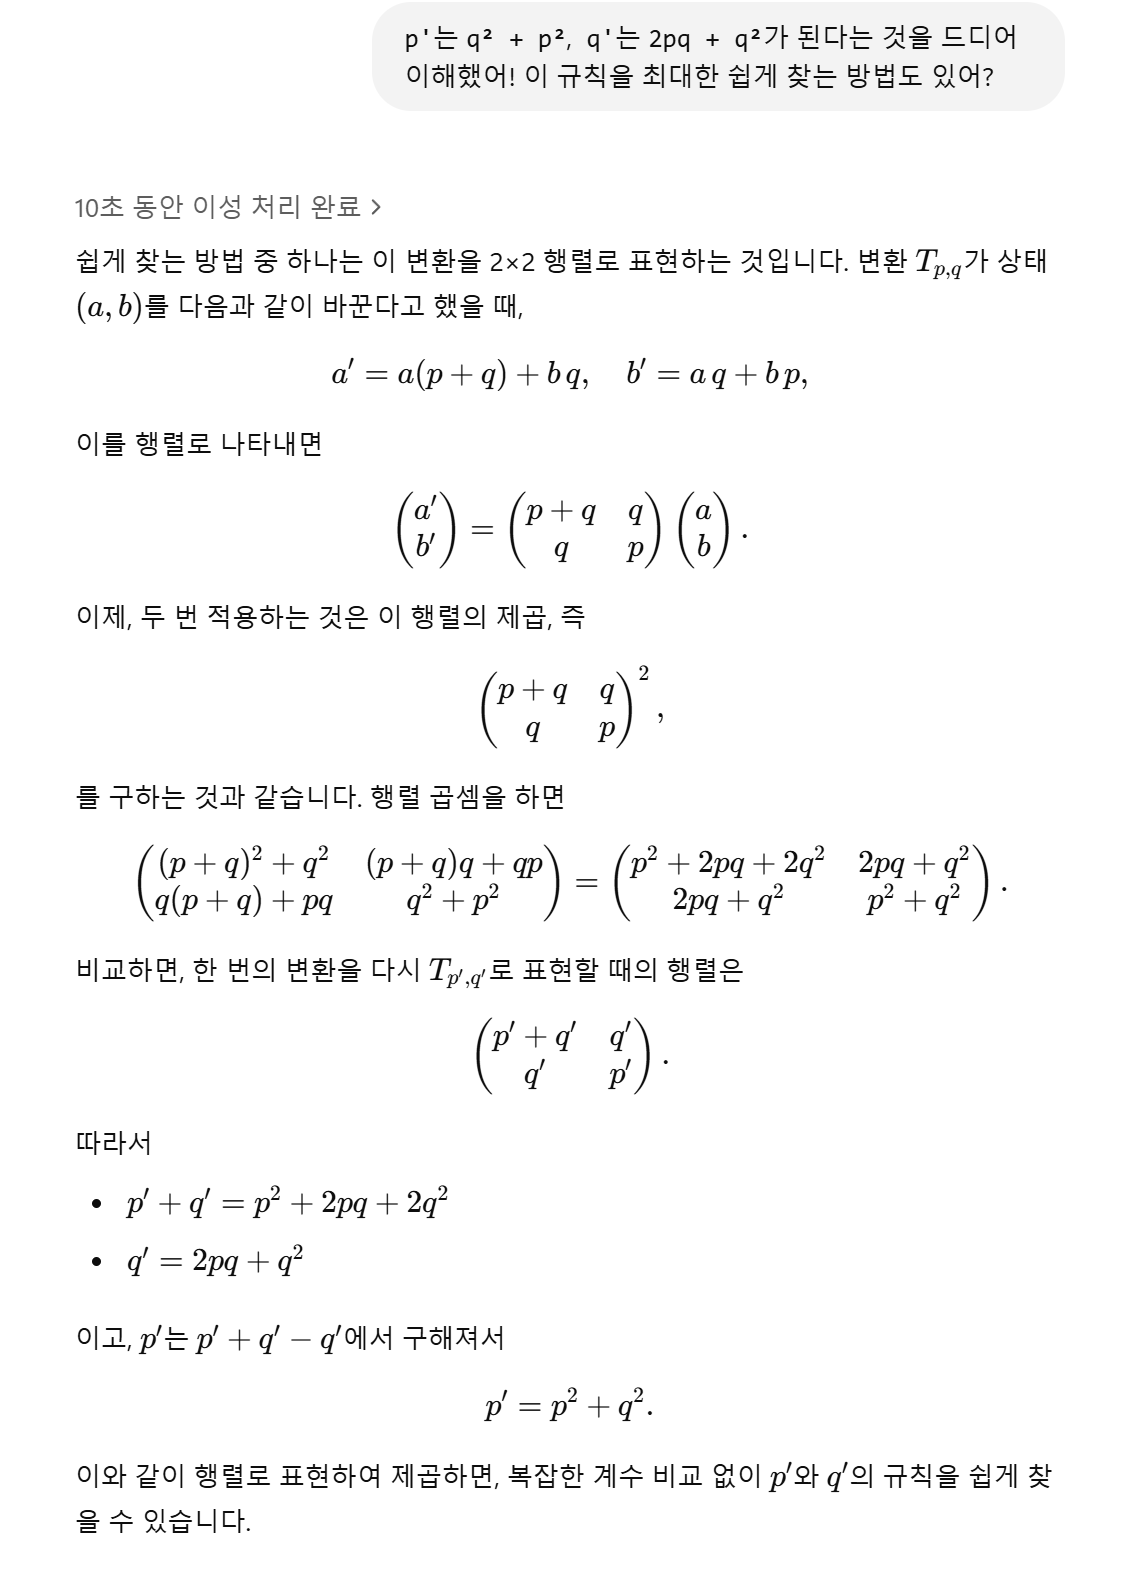 p'는 q² + p², q'는 2pq + q²가 된다는 것을 드디어
이해했어! 이 규칙을 최대한 쉽게 찾는 방법도 있어?
10초 동안 이성 처리 완료 >
쉽게 찾는 방법 중 하나는 이 변환을 2×2 행렬로 표현하는 것입니다. 변환 $T_{p,q}$가 상태
$(a, b)$를 다음과 같이 바꾼다고 했을 때,
$a' = a(p + q) + b q, \quad b' = a q + b p,$
이를 행렬로 나타내면
$\begin{pmatrix} a' \\ b' \end{pmatrix} = \begin{pmatrix} p + q & q \\ q & p \end{pmatrix} \begin{pmatrix} a \\ b \end{pmatrix}.$
이제, 두 번 적용하는 것은 이 행렬의 제곱, 즉
$\begin{pmatrix} p + q & q \\ q & p \end{pmatrix}^2,$
를 구하는 것과 같습니다. 행렬 곱셈을 하면
$\begin{pmatrix} (p + q)^2 + q^2 & (p + q)q + qp \\ q(p + q) + pq & q^2 + p^2 \end{pmatrix} = \begin{pmatrix} p^2 + 2pq + 2q^2 & 2pq + q^2 \\ 2pq + q^2 & p^2 + q^2 \end{pmatrix}.$
비교하면, 한 번의 변환을 다시 $T_{p',q'}$로 표현할 때의 행렬은
$\begin{pmatrix} p' + q' & q' \\ q' & p' \end{pmatrix}.$
따라서
• $p' + q' = p^2 + 2pq + 2q^2$
• $q' = 2pq + q^2$
이고, $p'$는 $p' + q' - q'$에서 구해져서
$p' = p^2 + q^2.$
이와 같이 행렬로 표현하여 제곱하면, 복잡한 계수 비교 없이 $p'$와 $q'$의 규칙을 쉽게 찾
을 수 있습니다.